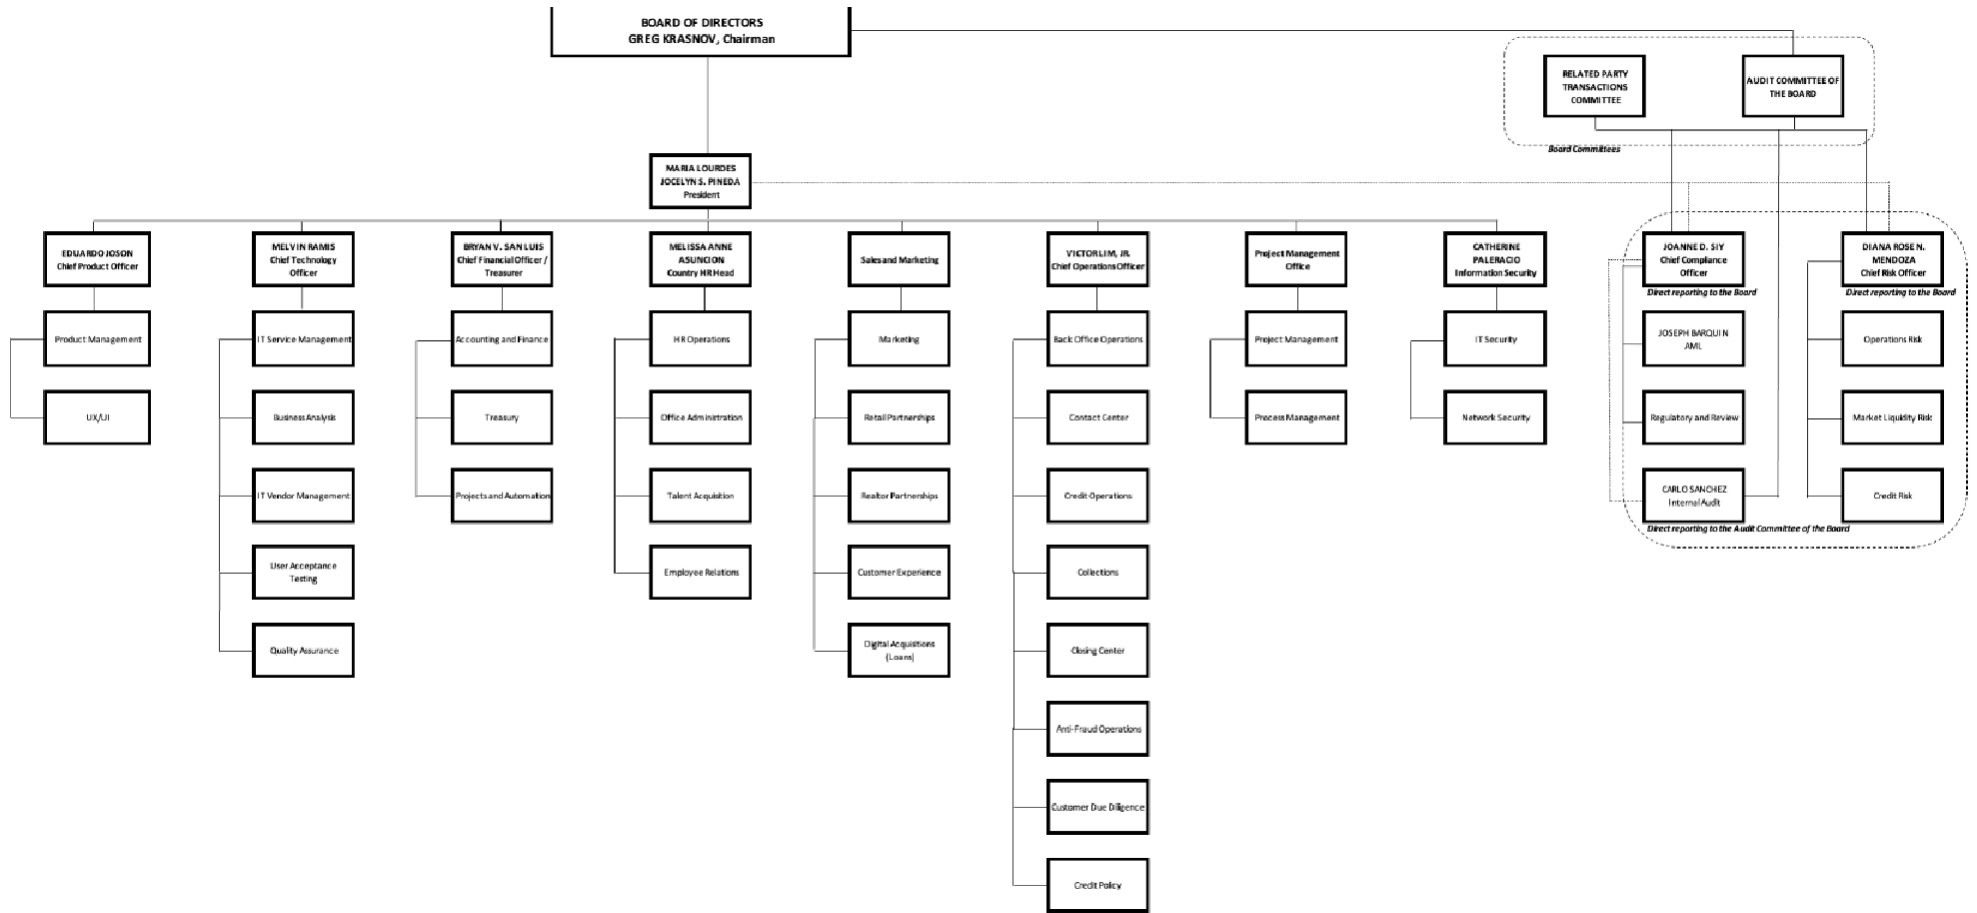 BOARD OF DIRECTORS
GREG KRASNOV, Chairman
RELATED PARTY
TRANSACTIONS
COMMITTEE
AUDIT COMMITTEE OF
THE BOARD
Board Committees
MARIA LOURDES
JOCELYN S. PINEDA
President
EDUARDO JOSON
Chief Product Officer
MELVIN RAMIS
Chief Technology
Officer
BRYAN V. SAN LUIS
Chief Financial Officer /
Treasurer
MELISSA ANNE
ASUNCION
Country HR Head
Sales and Marketing
VICTOR LIM, JR.
Chief Operations Officer
Project Management
Office
CATHERINE
PALERACIO
Information Security
JOANNE D. SIY
Chief Compliance
Officer
Direct reporting to the Board
DIANA ROSE N.
MENDOZA
Chief Risk Officer
Direct reporting to the Board
Product Management
IT Service Management
Accounting and Finance
HR Operations
Marketing
Back Office Operations
Project Management
IT Security
JOSEPH BARQUIN
AML
Operations Risk
UX/UI
Business Analysis
Treasury
Office Administration
Retail Partnerships
Contact Center
Process Management
Network Security
Regulatory and Review
Market Liquidity Risk
IT Vendor Management
Projects and Automation
Talent Acquisition
Realtor Partnerships
Credit Operations
CARLO SANCHEZ
Internal Audit
Direct reporting to the Audit Committee of the Board
Credit Risk
User Acceptance
Testing
Employee Relations
Customer Experience
Collections
Quality Assurance
Digital Acquisitions
(Loans)
Closing Center
Anti-Fraud Operations
Customer Due Diligence
Credit Policy